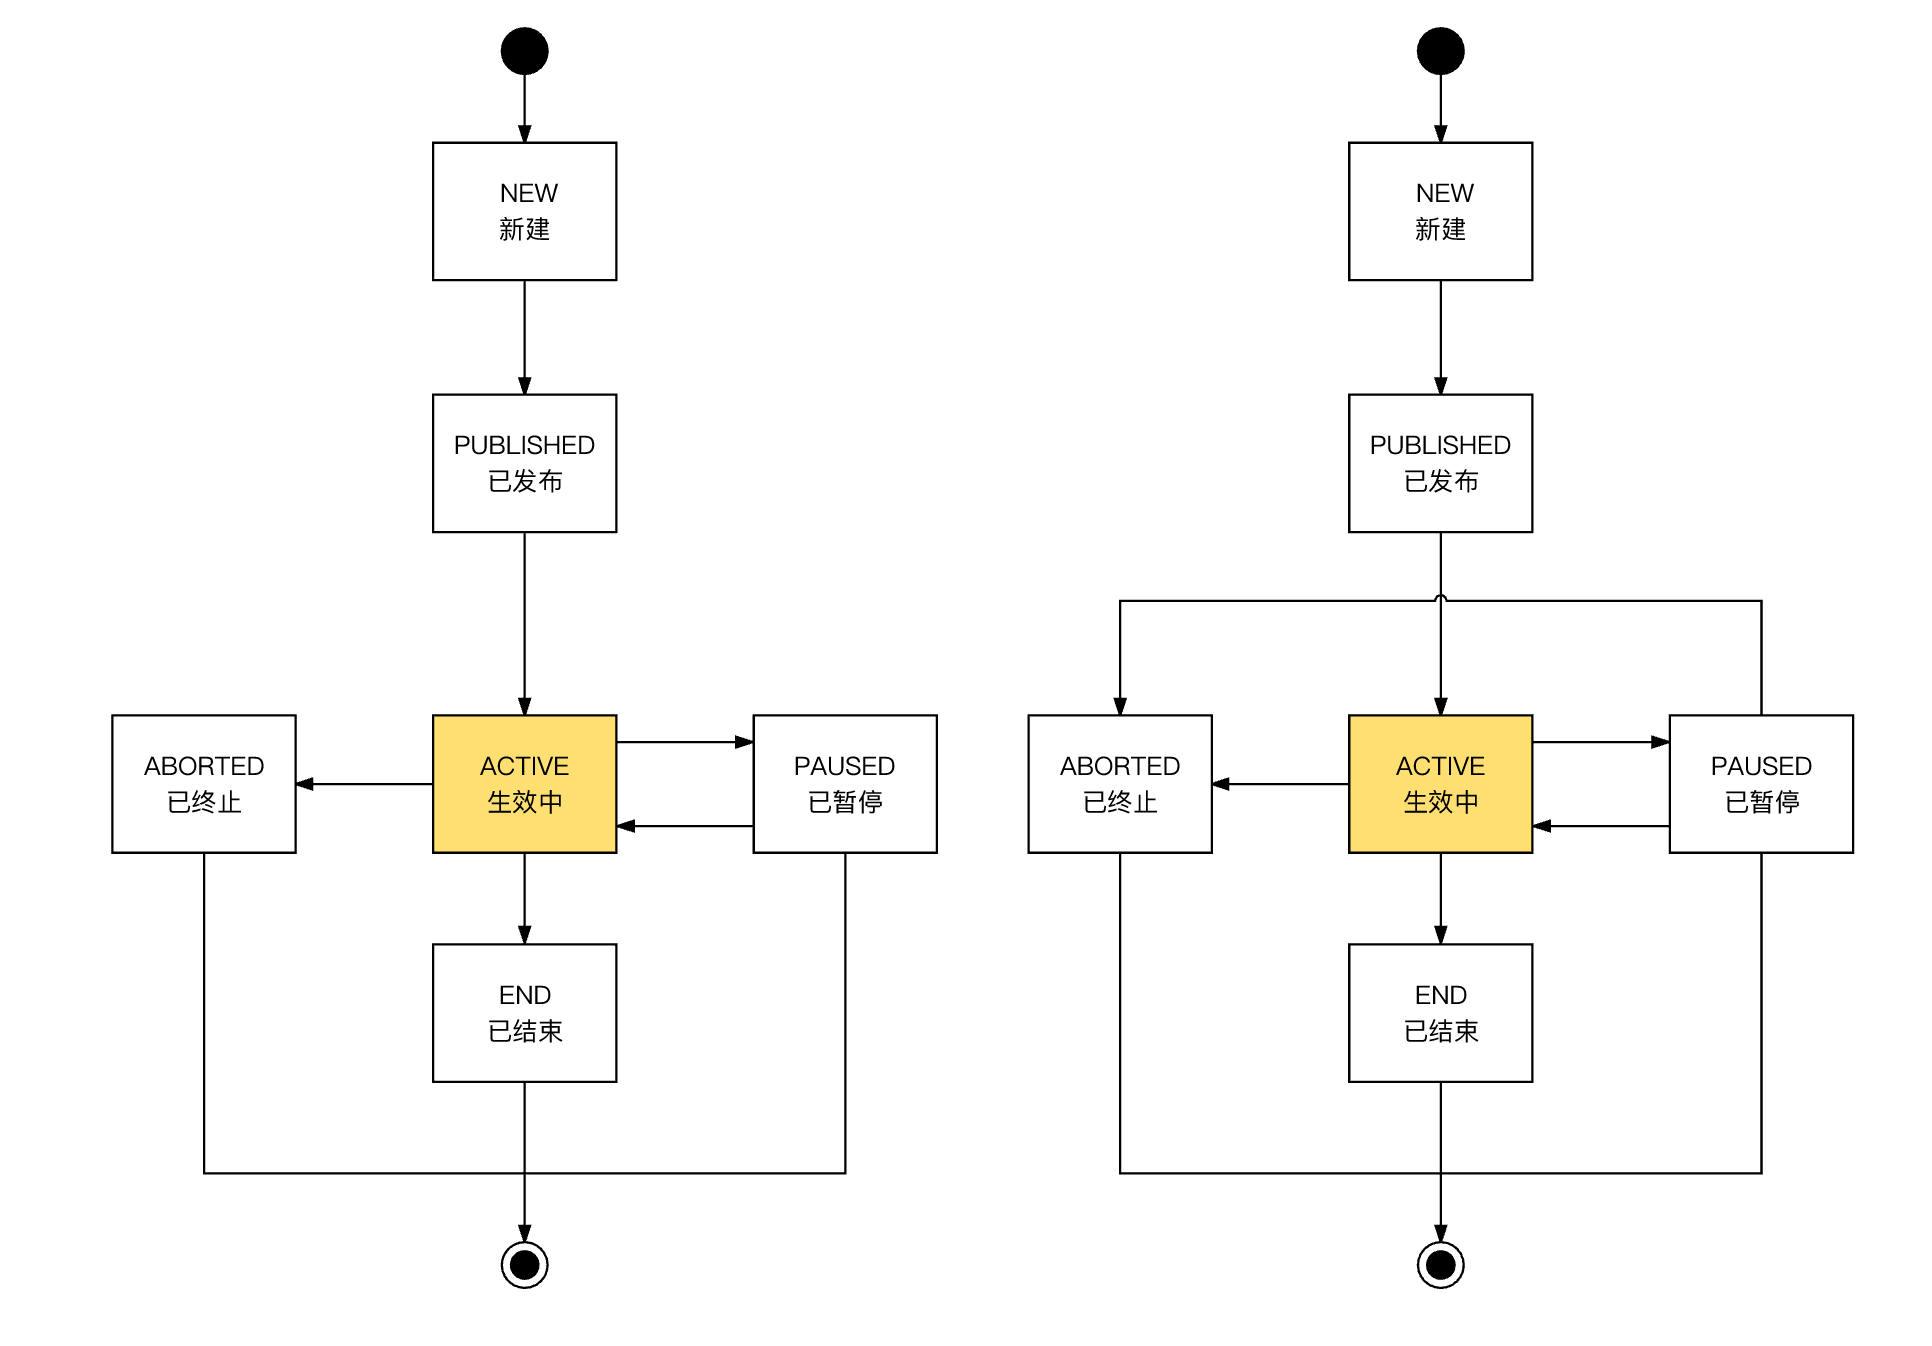 NEW
新建
PUBLISHED
已发布
ABORTED
已终止
ACTIVE
生效中
PAUSED
已暂停
END
已结束
NEW
新建
PUBLISHED
已发布
ABORTED
已终止
ACTIVE
生效中
PAUSED
已暂停
END
已结束